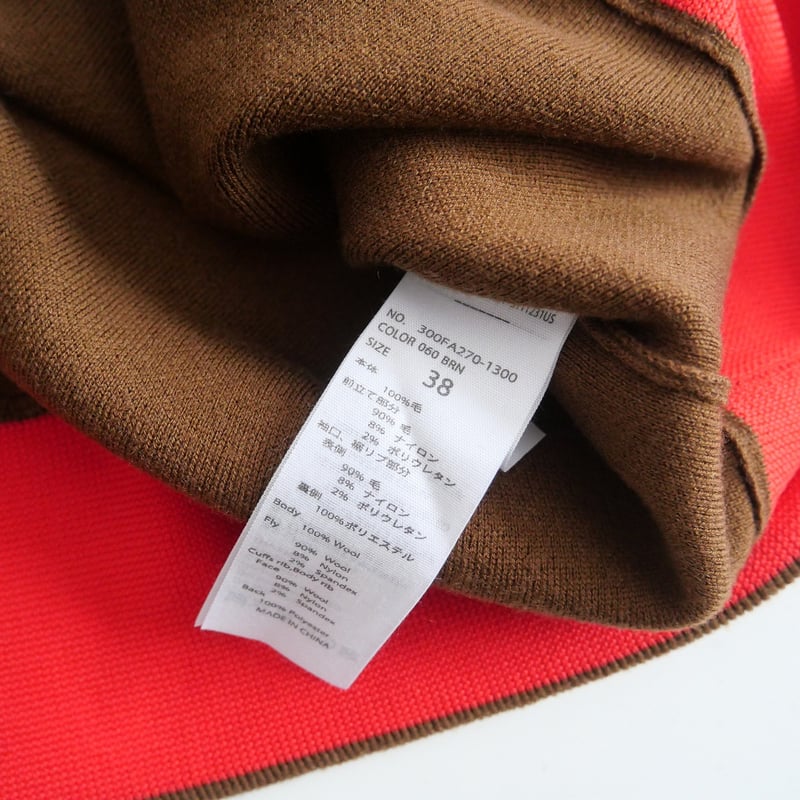 1231US
NO. 300FA270-1300
COLOR 060 BRN
SIZE 38
本体
100%毛
前立て部分
90% 毛
8% ナイロン
2% ポリウレタン
袖口、裾リブ部分
表側
90% 毛
8% ナイロン
2% ポリウレタン
裏側
100%ポリエステル
Body
100% Wool
Fly
90% Wool
8% Nylon
2% Spandex
Cuffs rib,Body rib
Face
90% Wool
8% Nylon
2% Spandex
Back
100% Polyester
MADE IN CHINA